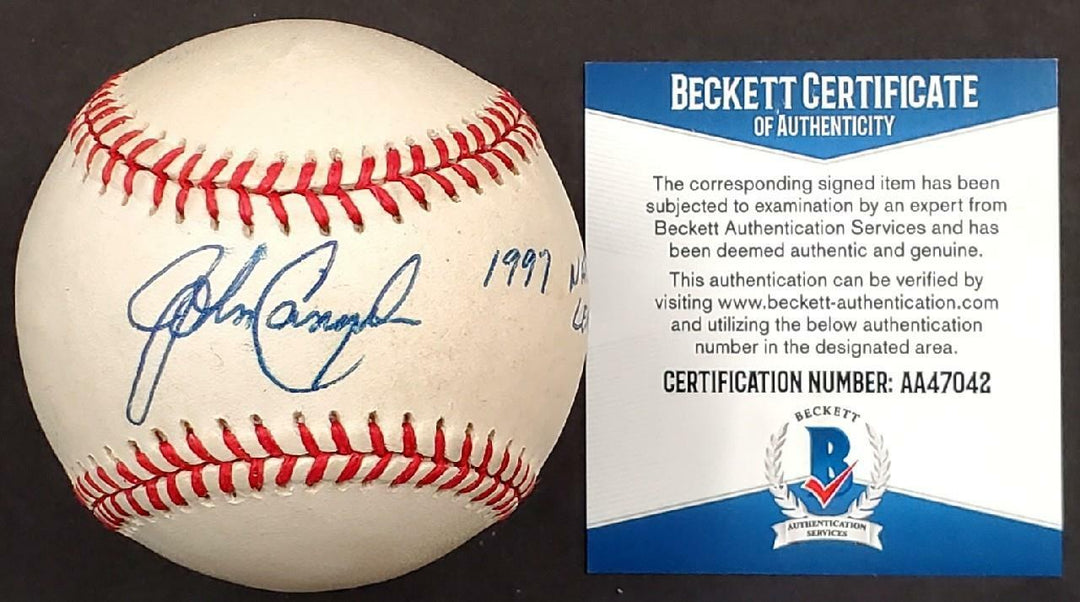 John
1997
BECKETT CERTIFICATE
OF AUTHENTICITY
The corresponding signed item has been
subjected to examination by an expert from
Beckett Authentication Services and has
been deemed authentic and genuine.
This authentication can be verified by
visiting www.beckett-authentication.com
and utilizing the below authentication
number in the designated area.
CERTIFICATION NUMBER: AA47042
BECKETT
B
AUTHENTICATION
SERVICES